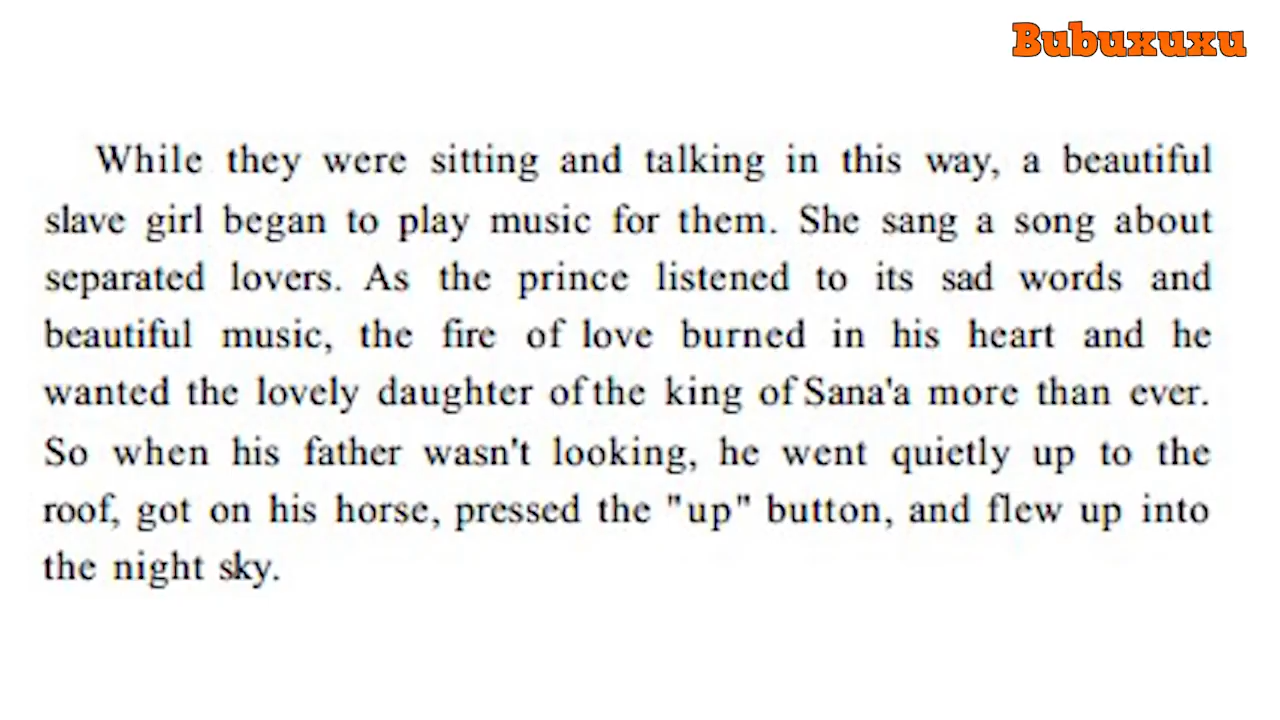 Bubuxuxu
While they were sitting and talking in this way, a beautiful
slave girl began to play music for them. She sang a song about
separated lovers. As the prince listened to its sad words and
beautiful music, the fire of love burned in his heart and he
wanted the lovely daughter of the king of Sana'a more than ever.
So when his father wasn't looking, he went quietly up to the
roof, got on his horse, pressed the "up" button, and flew up into
the night sky.